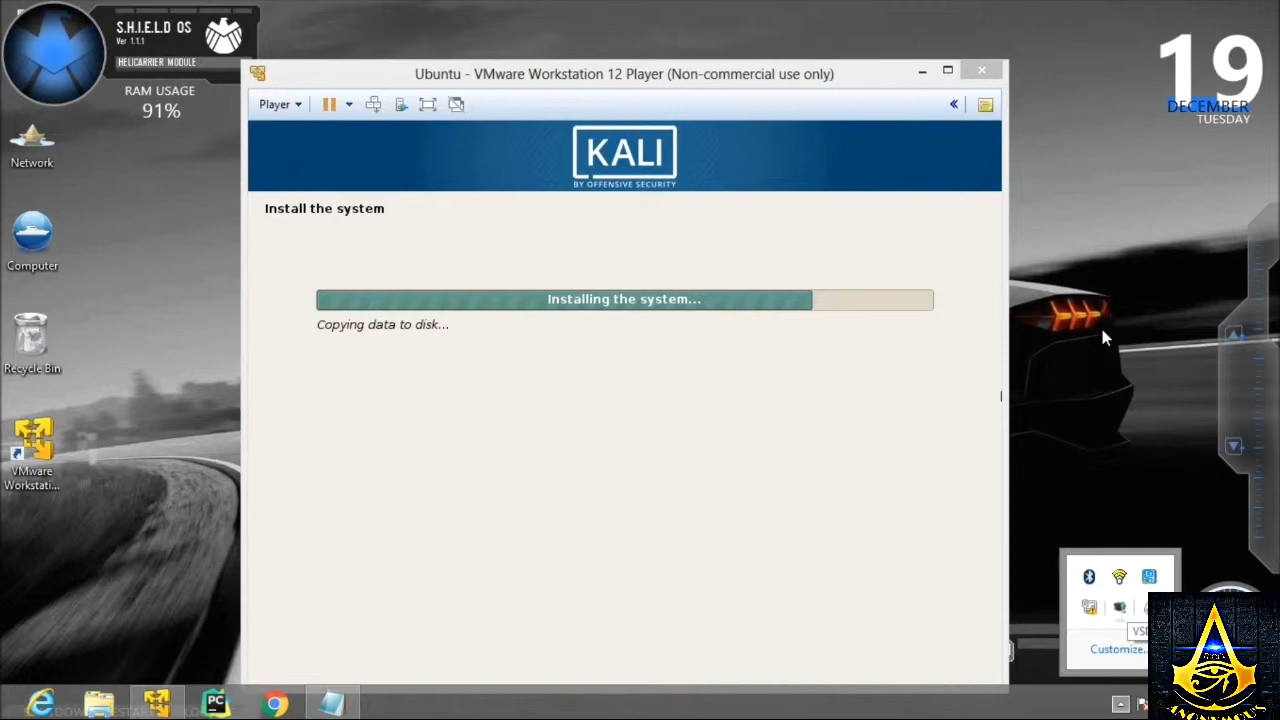 S.H.I.E.L.D OS
Ver 1.1.1
HELICARRIER MODULE
RAM USAGE
91%
Network
Computer
Recycle Bin
VMware
Workstati...
Ubuntu - VMware Workstation 12 Player (Non-commercial use only)
Player
KALI
BY OFFENSIVE SECURITY
Install the system
Installing the system...
Copying data to disk...
19
DECEMBER
TUESDAY
Customize...
PC